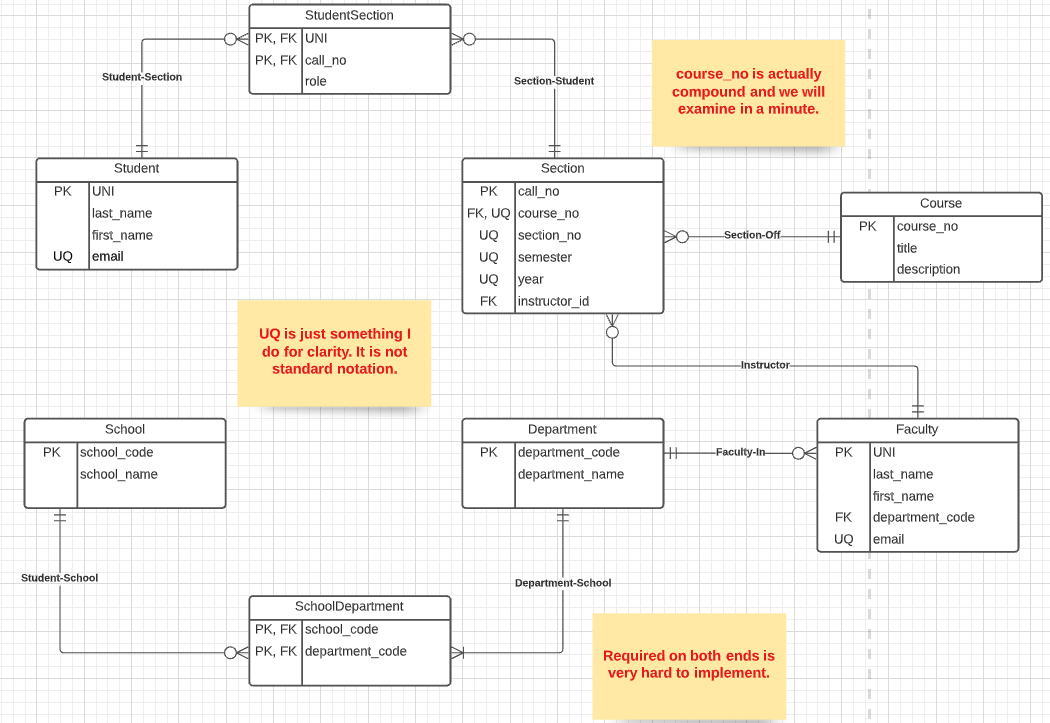 StudentSection
PK, FK UNI
PK, FK call_no
role
Student-Section
Section-Student
course_no is actually
compound and we will
examine in a minute.
Student
PK UNI
last_name
first_name
UQ email
Section
PK call_no
FK, UQ course_no
UQ section_no
UQ semester
UQ year
FK instructor_id
Section-Off
Course
PK course_no
title
description
UQ is just something I
do for clarity. It is not
standard notation.
Instructor
School
PK school_code
school_name
Department
PK department_code
department_name
Faculty-In
Faculty
PK UNI
last_name
first_name
FK department_code
UQ email
Student-School
Department-School
SchoolDepartment
PK, FK school_code
PK, FK department_code
Required on both ends is
very hard to implement.